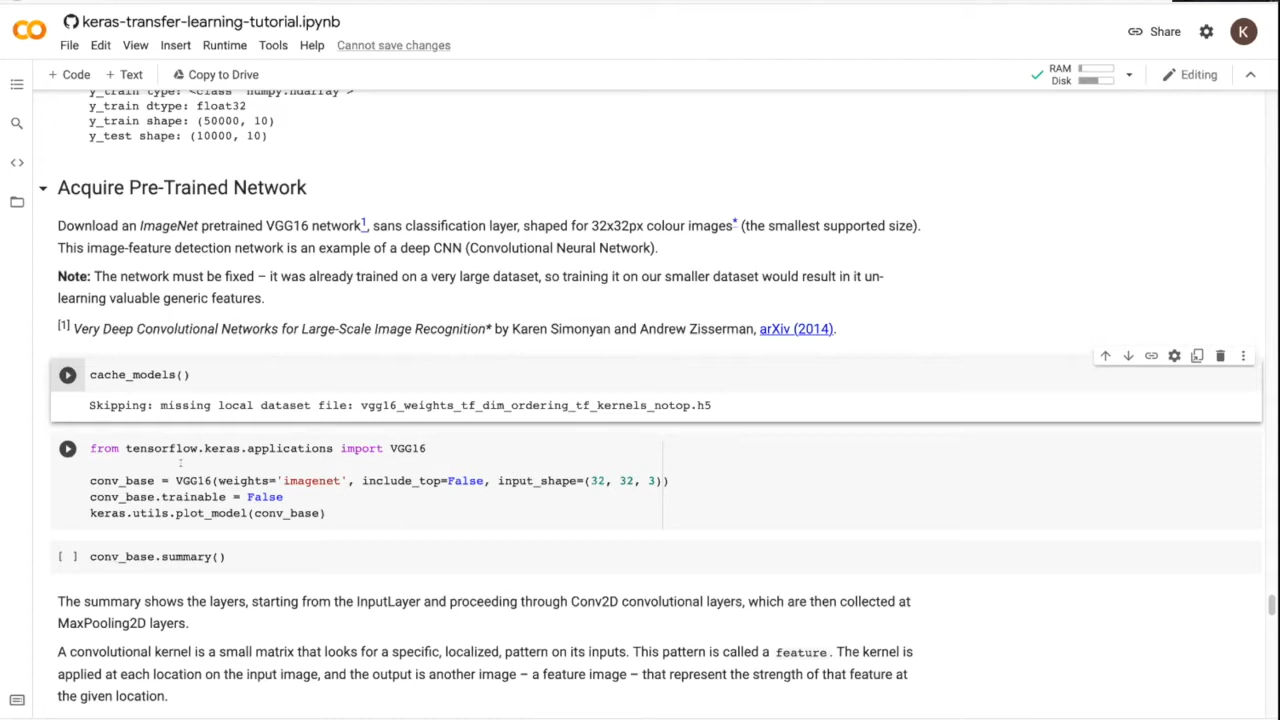 keras-transfer-learning-tutorial.ipynb
File Edit View Insert Runtime Tools Help Cannot save changes
Share
K
+ Code + Text Copy to Drive
RAM
Disk
Editing
y_train type: <class 'numpy.ndarray'>
y_train dtype: float32
y_train shape: (50000, 10)
y_test shape: (10000, 10)
Acquire Pre-Trained Network
Download an ImageNet pretrained VGG16 network1, sans classification layer, shaped for 32x32px colour images* (the smallest supported size).
This image-feature detection network is an example of a deep CNN (Convolutional Neural Network).
Note: The network must be fixed – it was already trained on a very large dataset, so training it on our smaller dataset would result in it un-
learning valuable generic features.
[1] Very Deep Convolutional Networks for Large-Scale Image Recognition* by Karen Simonyan and Andrew Zisserman, arXiv (2014).
cache_models()
Skipping: missing local dataset file: vgg16_weights_tf_dim_ordering_tf_kernels_notop.h5
from tensorflow.keras.applications import VGG16
conv_base = VGG16(weights='imagenet', include_top=False, input_shape=(32, 32, 3))
conv_base.trainable = False
keras.utils.plot_model(conv_base)
[ ] conv_base.summary()
The summary shows the layers, starting from the InputLayer and proceeding through Conv2D convolutional layers, which are then collected at
MaxPooling2D layers.
A convolutional kernel is a small matrix that looks for a specific, localized, pattern on its inputs. This pattern is called a feature. The kernel is
applied at each location on the input image, and the output is another image – a feature image – that represent the strength of that feature at
the given location.